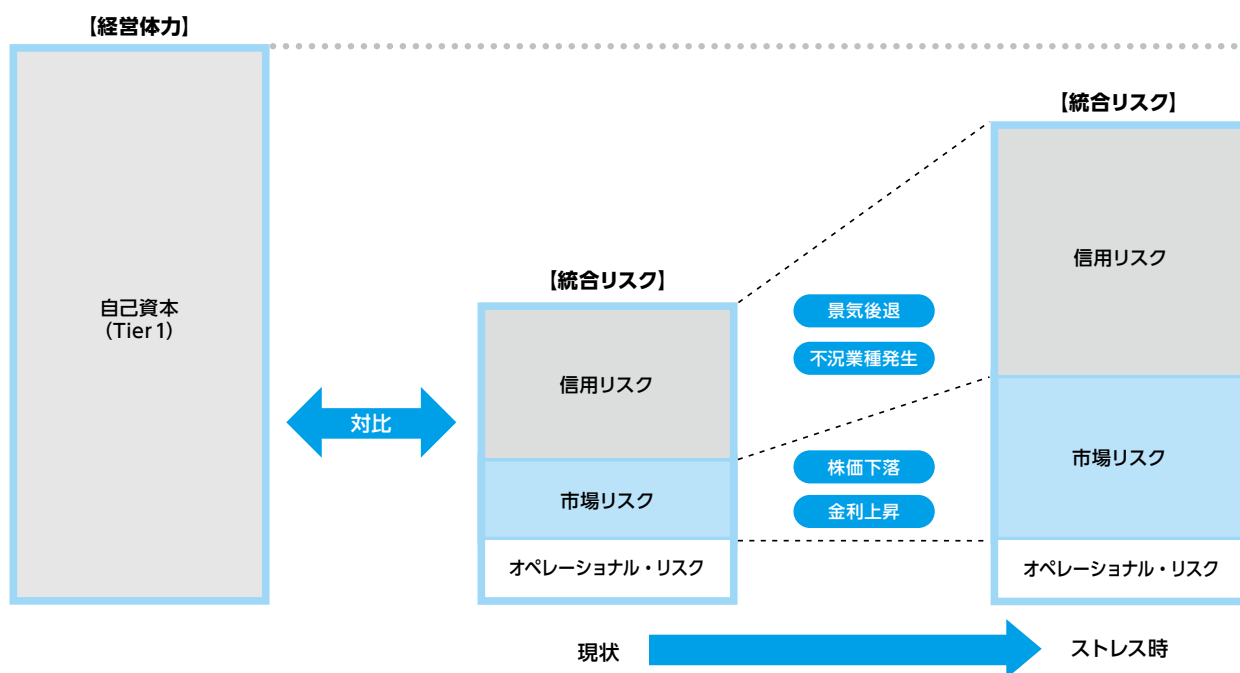 【経営体力】
自己資本
(Tier 1)
対比
【統合リスク】
信用リスク
市場リスク
オペレーショナル・リスク
景気後退
不況業種発生
株価下落
金利上昇
【統合リスク】
信用リスク
市場リスク
オペレーショナル・リスク
現状
ストレス時